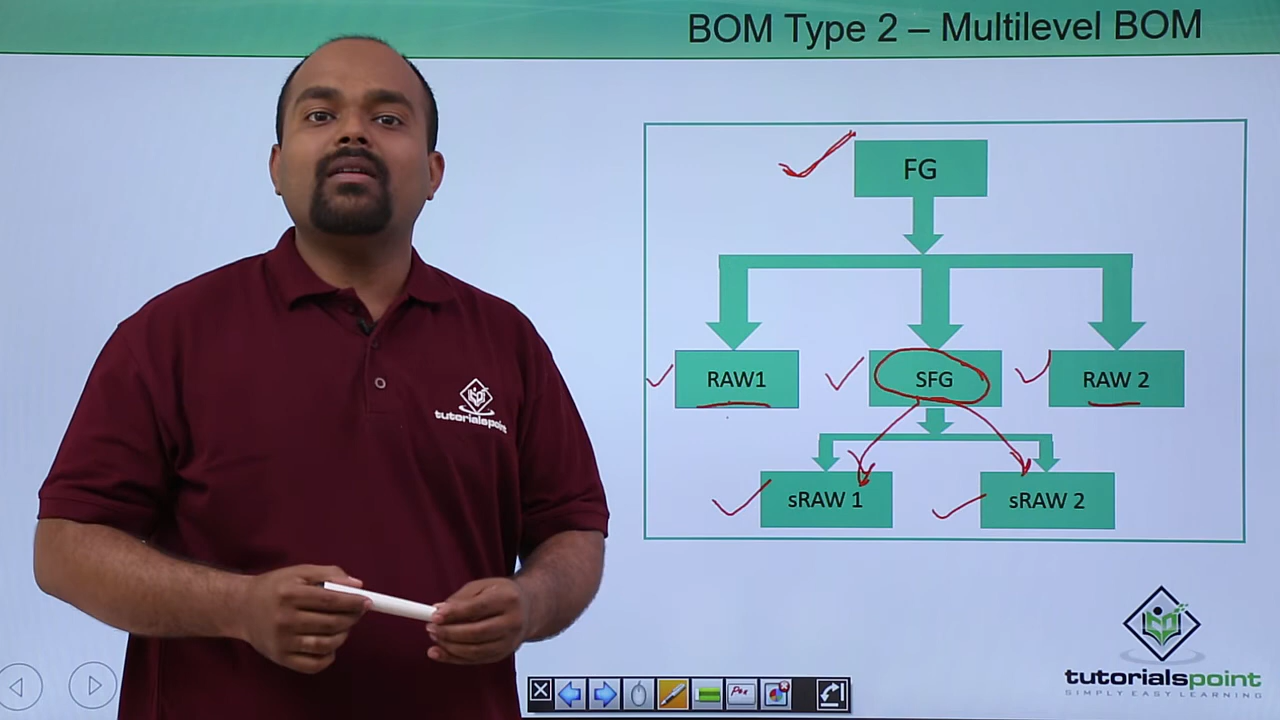 BOM Type 2 – Multilevel BOM
FG
RAW1
SFG
RAW 2
sRAW 1
sRAW 2
tutorialspoint
tutorialspoint
SIMPLY EASY LEARNING
Pen